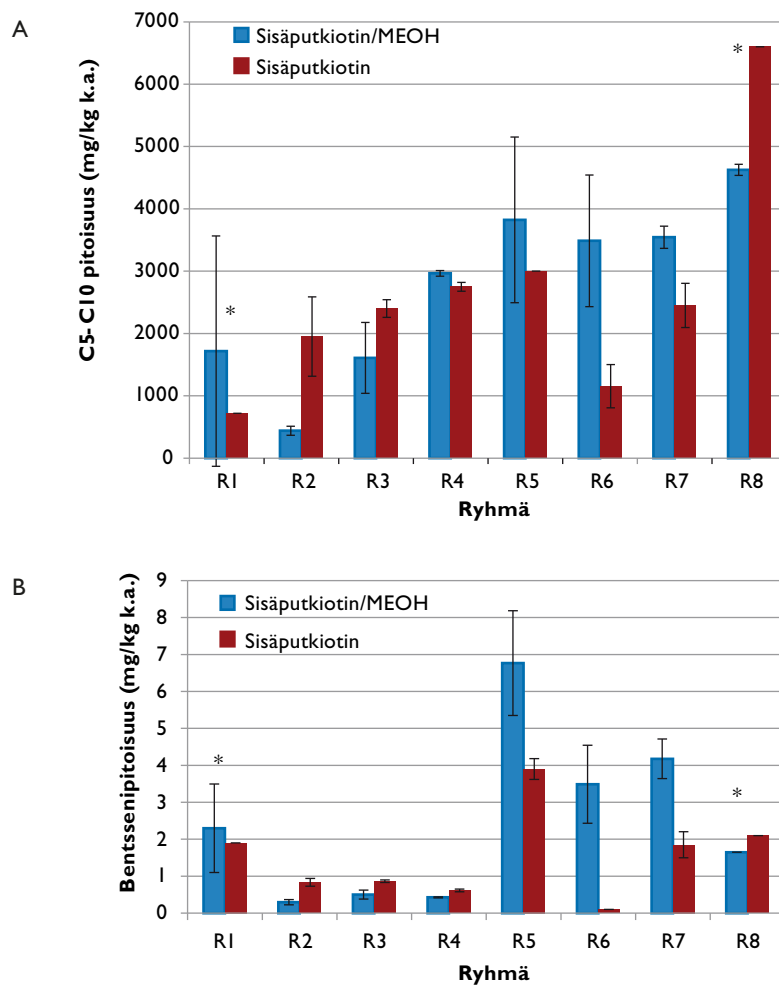 A
C5- C10 pitoisuus (mg/kg k.a.)
7000
6000
5000
4000
3000
2000
1000
0
Sisäputkiotin/MEOH
Sisäputkiotin
*
*
R1 R2 R3 R4 R5 R6 R7 R8
Ryhmä
B
Bentssenipitoisuus (mg/kg k.a.)
9
8
7
6
5
4
3
2
1
0
Sisäputkiotin/MEOH
Sisäputkiotin
*
*
R1 R2 R3 R4 R5 R6 R7 R8
Ryhmä